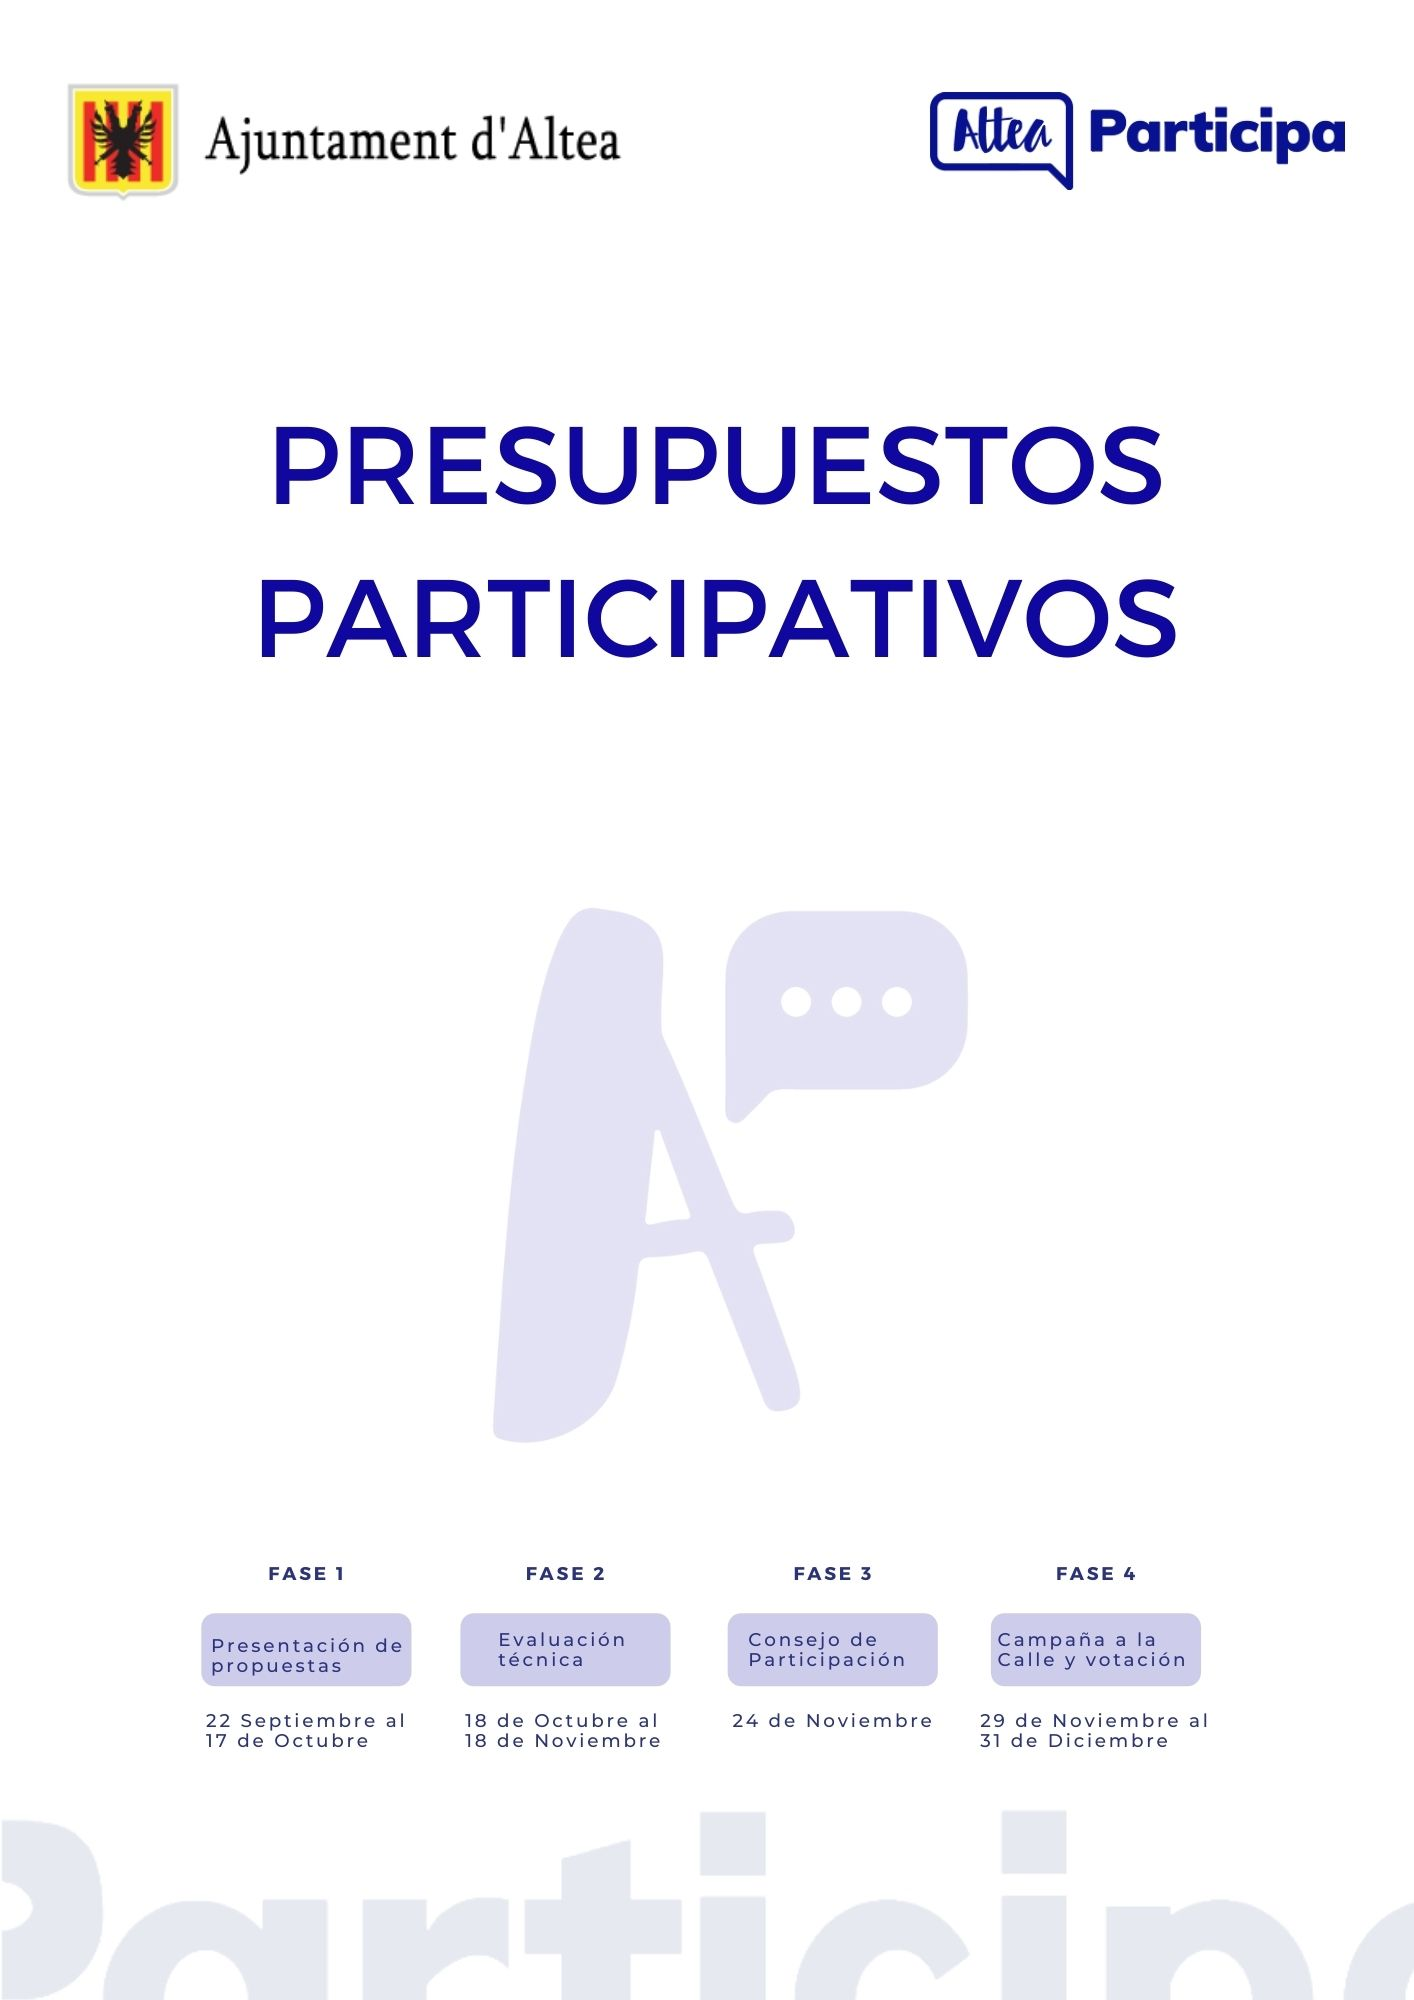 Ajuntament d'Altea
Altea Participa
PRESUPUESTOS
PARTICIPATIVOS
FASE 1
Presentación de
propuestas
22 Septiembre al
17 de Octubre
FASE 2
Evaluación
técnica
18 de Octubre al
18 de Noviembre
FASE 3
Consejo de
Participación
24 de Noviembre
FASE 4
Campaña a la
Calle y votación
29 de Noviembre al
31 de Diciembre
Participa